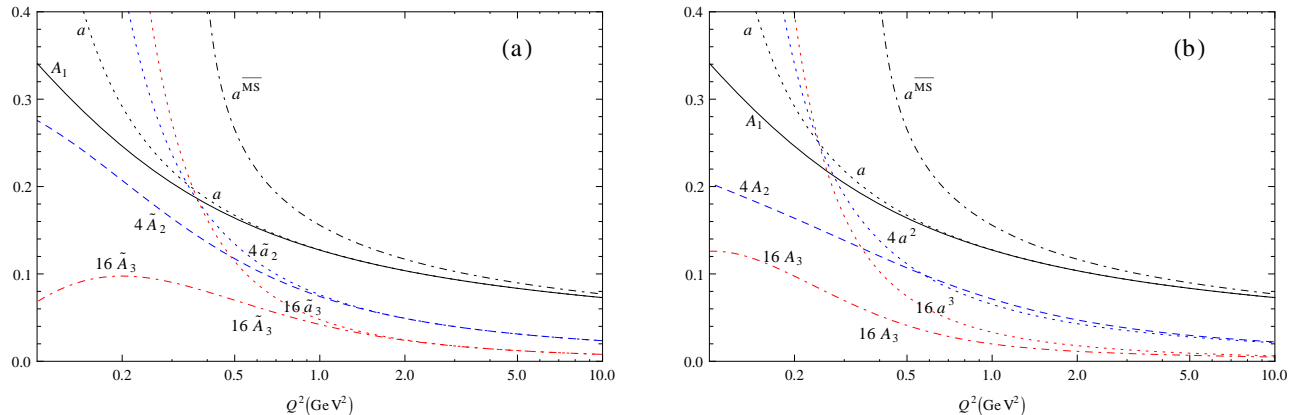 (a)
0.4
0.3
0.2
0.1
0.0
a
A₁
a^{\overline{MS}}
a
4 Ã₂
4 ã₂
16 Ã₃
16 ã₃
16 Ã₃
0.2 0.5 1.0 2.0 5.0 10.0
Q²(GeV²)
(b)
0.4
0.3
0.2
0.1
0.0
a
A₁
a^{\overline{MS}}
a
4 A₂
4 a²
16 A₃
16 a³
16 A₃
0.2 0.5 1.0 2.0 5.0 10.0
Q²(GeV²)